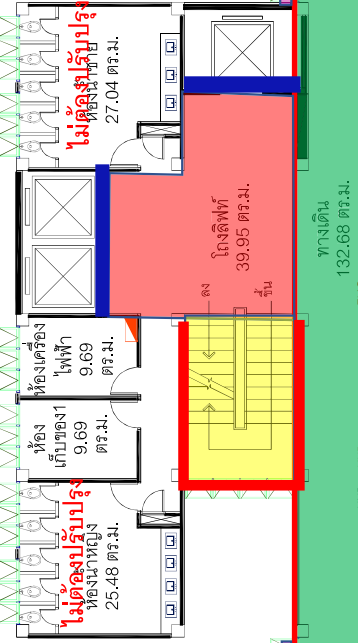 ไม่ต้องปรับปรุง
ห้องน้ำชาย
27.04 ตร.ม.
โถงลิฟท์
39.95 ตร.ม.
ทางเดิน
132.68 ตร.ม.
ลง
ขึ้น
ห้องเครื่อง
ไฟฟ้า
9.69
ตร.ม.
ห้อง
เก็บของ1
9.69
ตร.ม.
ไม่ต้องปรับปรุง
ห้องน้ำหญิง
25.48 ตร.ม.